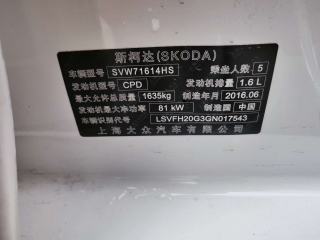 斯柯达(SKODA)
车辆型号 SVW71614HS 乘坐人数 5
发动机型号 CPD 发动机排量 1.6 L
最大允许总质量 1635kg 制造年月 2016.06
发动机最大净功率 81 kW 制造国 中国
车辆识别代号 LSVFH20G3GN017543
上海大众汽车有限公司